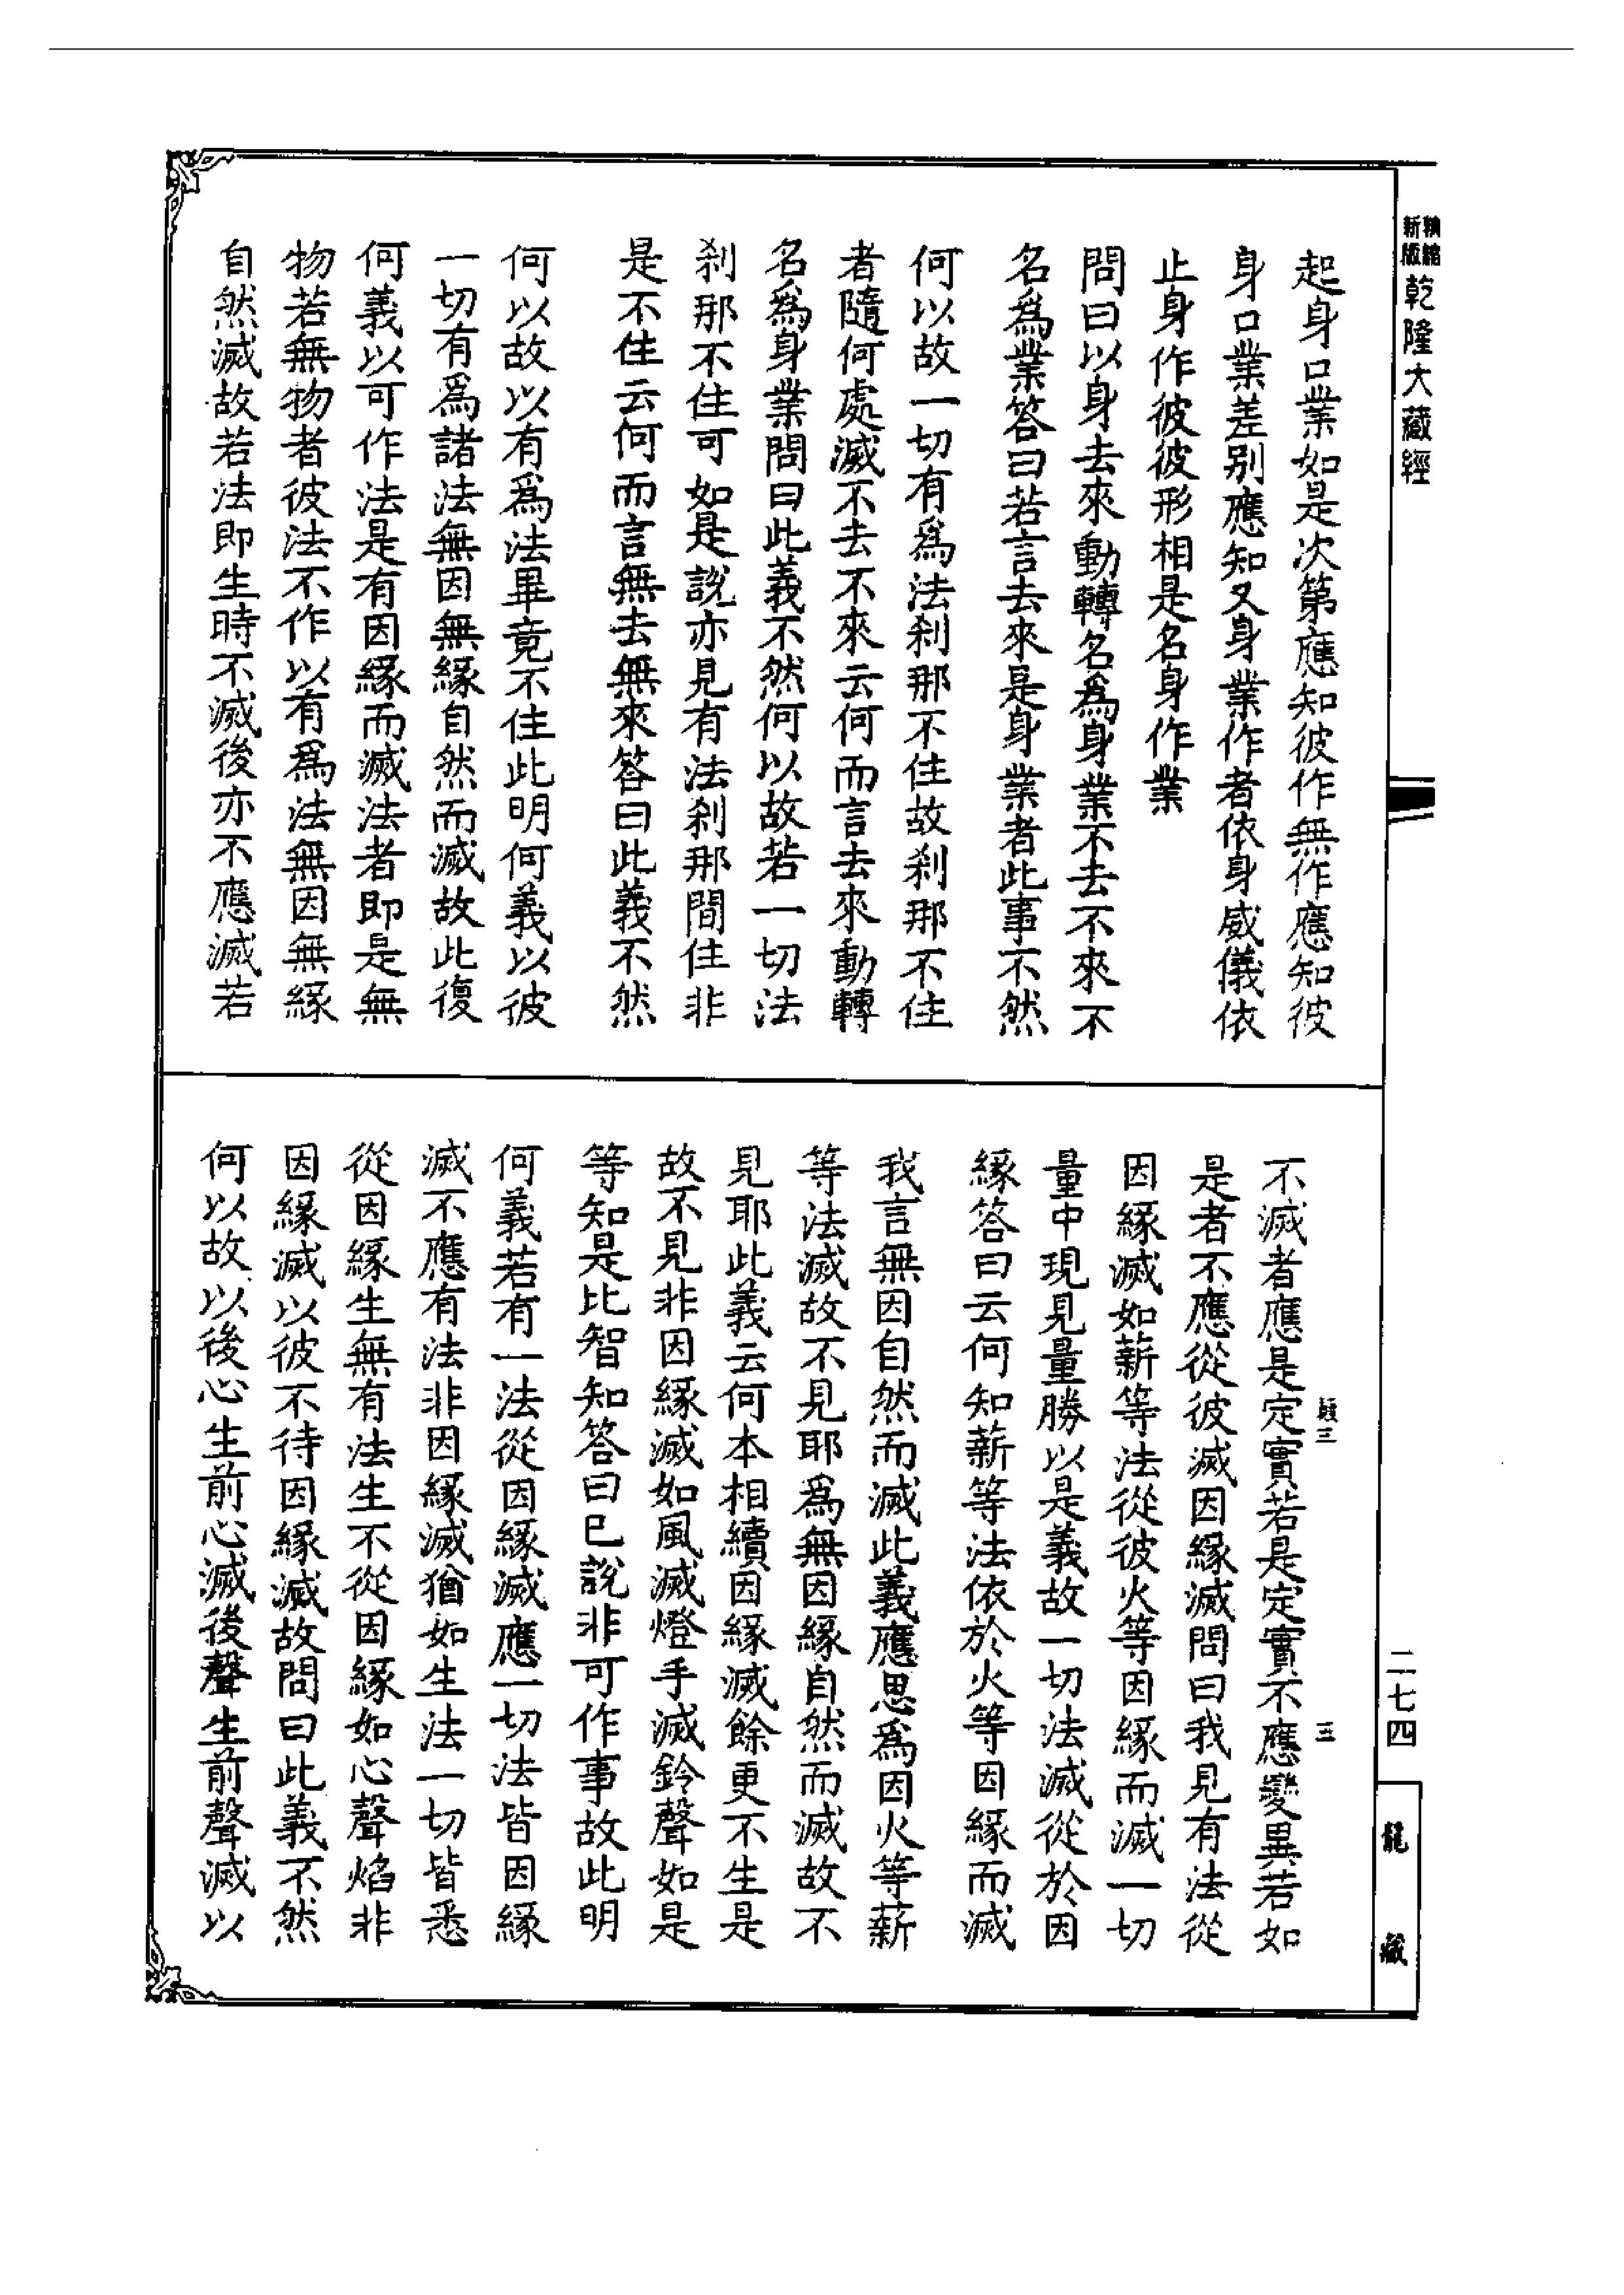 新版
精縮
乾隆大藏經
起身口業如是次第應知彼作無作應知彼
身口業差別應知又身業作者依身威儀依
止身作彼彼形相是名身作業
問曰以身去來動轉名爲身業不去不來不
名爲業答曰若言去來是身業者此事不然
何以故一切有爲法刹那不住故刹那不住
者隨何處滅不去不來云何而言去來動轉
名爲身業問曰此義不然何以故若一切法
刹那不住可如是說亦見有法刹那間住非
是不住云何而言無去無來答曰此義不然
何以故以有爲法畢竟不住此明何義以彼
一切有爲諸法無因無緣自然而滅故此復
何義以可作法是有因緣而滅法者即是無
物若無物者彼法不作以有爲法無因無緣
自然滅故若法即生時不滅後亦不應滅若
不滅者應是定實若是定實不應變異若如
是者不應從彼滅因緣滅問曰我見有法從
因緣滅如薪等法從彼火等因緣而滅一切
量中現見量勝以是義故一切法滅從於因
緣答曰云何知薪等法依於火等因緣而滅
我言無因自然而滅此義應思爲因火等薪
等法滅故不見耶爲無因緣自然而滅故不
見耶此義云何本相續因緣滅餘更不生是
故不見非因緣滅如風滅燈手滅鈴聲如是
等知是比智知答曰已說非可作事故此明
何義若有一法從因緣滅應一切法皆因緣
滅不應有法非因緣滅猶如生法一切皆悉
從因緣生無有法生不從因緣如心聲焰非
因緣滅以彼不待因緣滅故問曰此義不然
何以故以後心生前心滅後聲生前聲滅以
三
三
二七四
龍藏